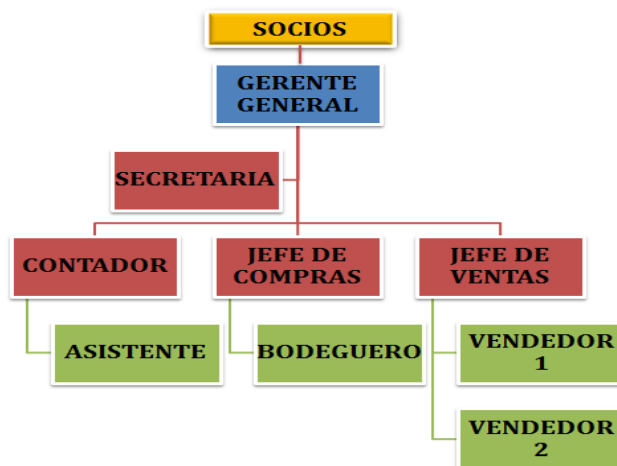 SOCIOS
GERENTE
GENERAL
SECRETARIA
CONTADOR
JEFE DE
COMPRAS
JEFE DE
VENTAS
ASISTENTE
BODEGUERO
VENDEDOR
1
VENDEDOR
2